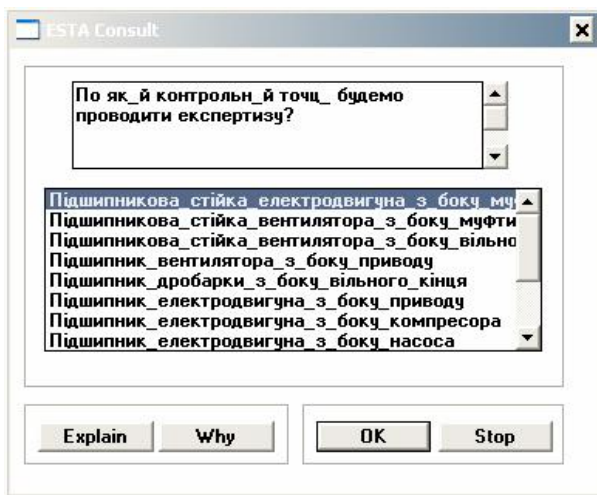 ESTA Consult
По як_й контрольн_й точц_ будемо
проводити експертизу?
Підшипникова_стійка_електродвигуна_з_боку_му
Підшипникова_стійка_вентилятора_з_боку_муфти
Підшипникова_стійка_вентилятора_з_боку_вільно
Підшипник_вентилятора_з_боку_приводу
Підшипник_дробарки_з_боку_вільного_кінця
Підшипник_електродвигуна_з_боку_приводу
Підшипник_електродвигуна_з_боку_компресора
Підшипник_електродвигуна_з_боку_насоса
Explain Why OK Stop